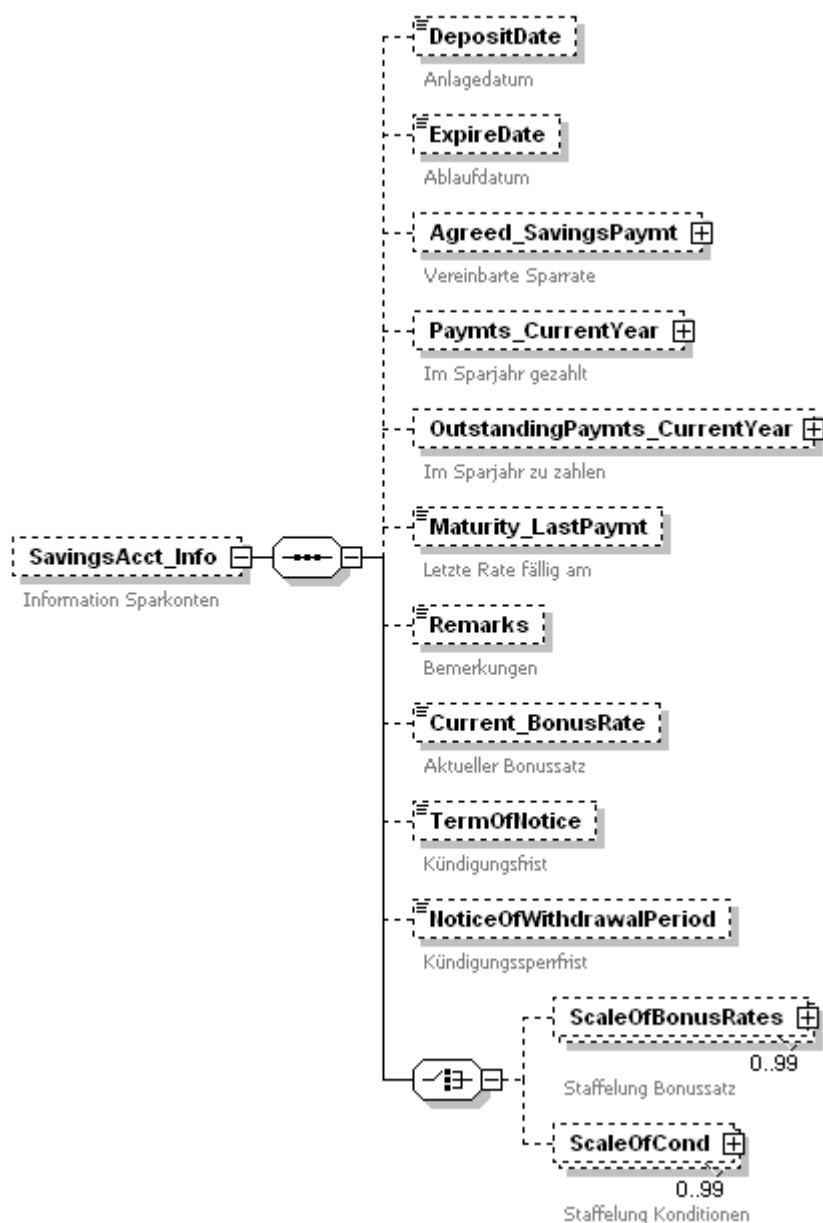 DepositDate
Anlagedatum
ExpireDate
Ablaufdatum
Agreed_SavingsPaymt
Vereinbarte Sparrate
Paymts_CurrentYear
Im Sparjahr gezahlt
OutstandingPaymts_CurrentYear
Im Sparjahr zu zahlen
Maturity_LastPaymt
Letzte Rate fällig am
SavingsAcct_Info
Information Sparkonten
Remarks
Bemerkungen
Current_BonusRate
Aktueller Bonussatz
TermOfNotice
Kündigungsfrist
NoticeOfWithdrawalPeriod
Kündigungssperrfrist
ScaleOfBonusRates
0..99
Staffelung Bonussatz
ScaleOfCond
0..99
Staffelung Konditionen